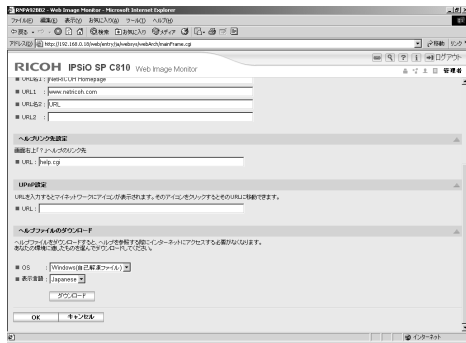 RNPA92BB2 - Web Image Monitor - Microsoft Internet Explorer
ファイル(F) 編集(E) 表示(V) お気に入り(A) ツール(T) ヘルプ(H)
戻る 検索 お気に入り メディア
アドレス(D) http://192.168.0.18/web/entry/ja/websys/webArch/mainFrame.cgi 移動 リンク
ログアウト
RICOH IPSiO SP C810 Web Image Monitor
管理者
URL名1 : NetRICOH Homepage
URL1 : www.netricoh.com
URL名2 : URL
URL2 :
ヘルプリンク先設定
画面右上「?」ヘルプのリンク先
URL : help.cgi
UPnP設定
URLを入力するとマイネットワークにアイコンが表示されます。そのアイコンをクリックするとそのURLに移動できます。
URL :
ヘルプファイルのダウンロード
ヘルプファイルをダウンロードすると、ヘルプを参照する際にインターネットにアクセスする必要がなくなります。
あなたの環境に適したものを選んでダウンロードしてください。
OS : Windows(自己解凍ファイル)
表示言語 : Japanese
ダウンロード
OK キャンセル
インターネット